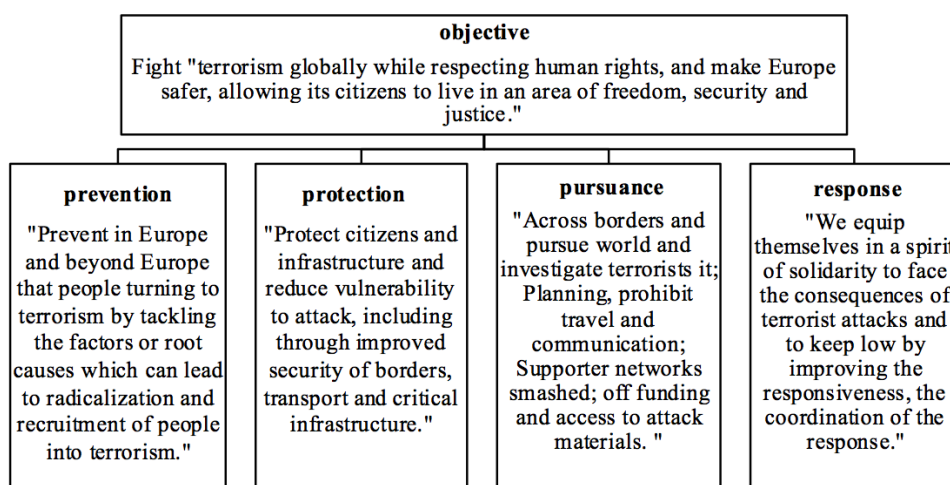 objective
Fight "terrorism globally while respecting human rights, and make Europe
safer, allowing its citizens to live in an area of freedom, security and
justice."
prevention
"Prevent in Europe
and beyond Europe
that people turning to
terrorism by tackling
the factors or root
causes which can lead
to radicalization and
recruitment of people
into terrorism."
protection
"Protect citizens and
infrastructure and
reduce vulnerability
to attack, including
through improved
security of borders,
transport and critical
infrastructure."
pursuance
"Across borders and
pursue world and
investigate terrorists it;
Planning, prohibit
travel and
communication;
Supporter networks
smashed; off funding
and access to attack
materials. "
response
"We equip
themselves in a spirit
of solidarity to face
the consequences of
terrorist attacks and
to keep low by
improving the
responsiveness, the
coordination of the
response."